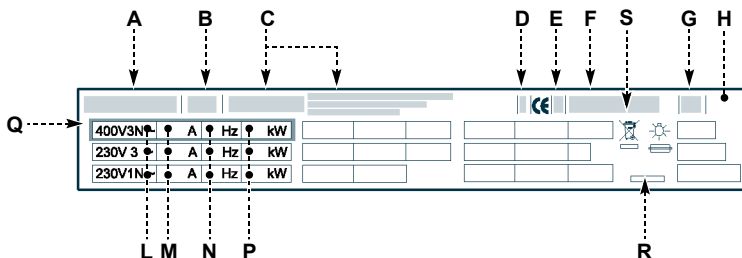 A B C D E F S G H
CE
Q
400V3N~ A Hz kW
230V 3 ~ A Hz kW
230V1N~ A Hz kW
L M N P R